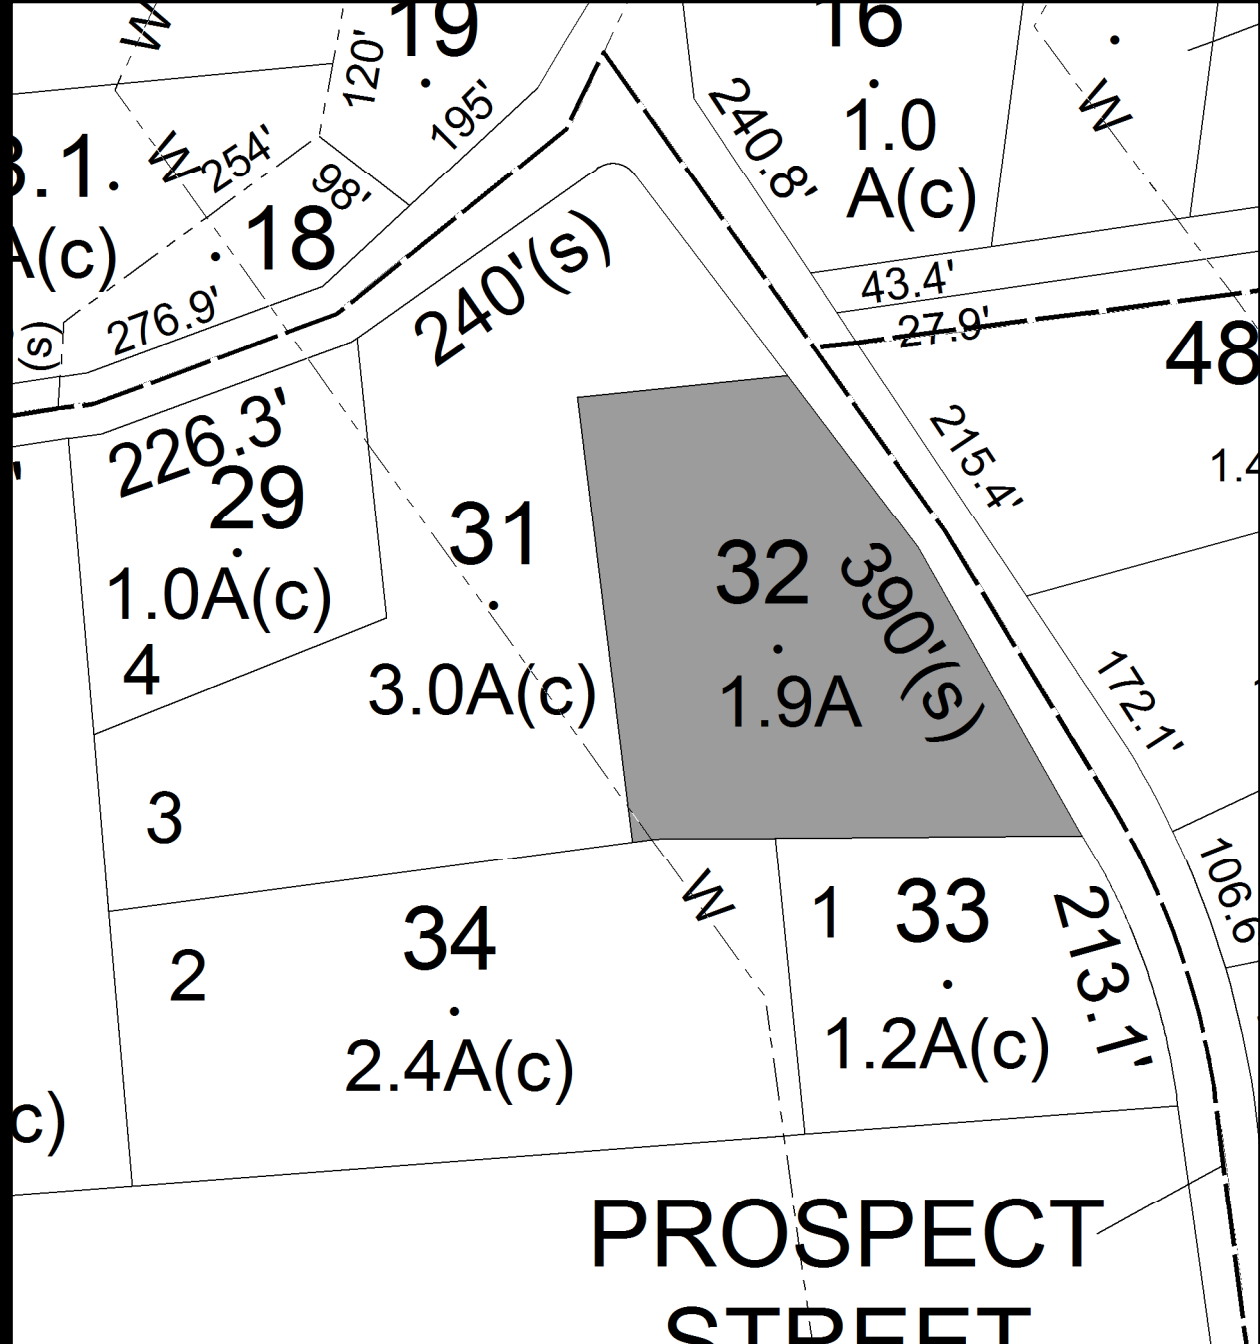 W
19
16
120'
195'
240.8'
1.0
A(c)
W
W
254'
98'
3.1
A(c)
18
276.9'
(s)
240'(s)
43.4'
27.9'
48
226.3'
29
1.0A(c)
4
31
3.0A(c)
32
1.9A
390'(s)
215.4'
1.4
172.1'
3
106.6
W
1
33
213.1'
1.2A(c)
34
2
2.4A(c)
c)
PROSPECT
STREET